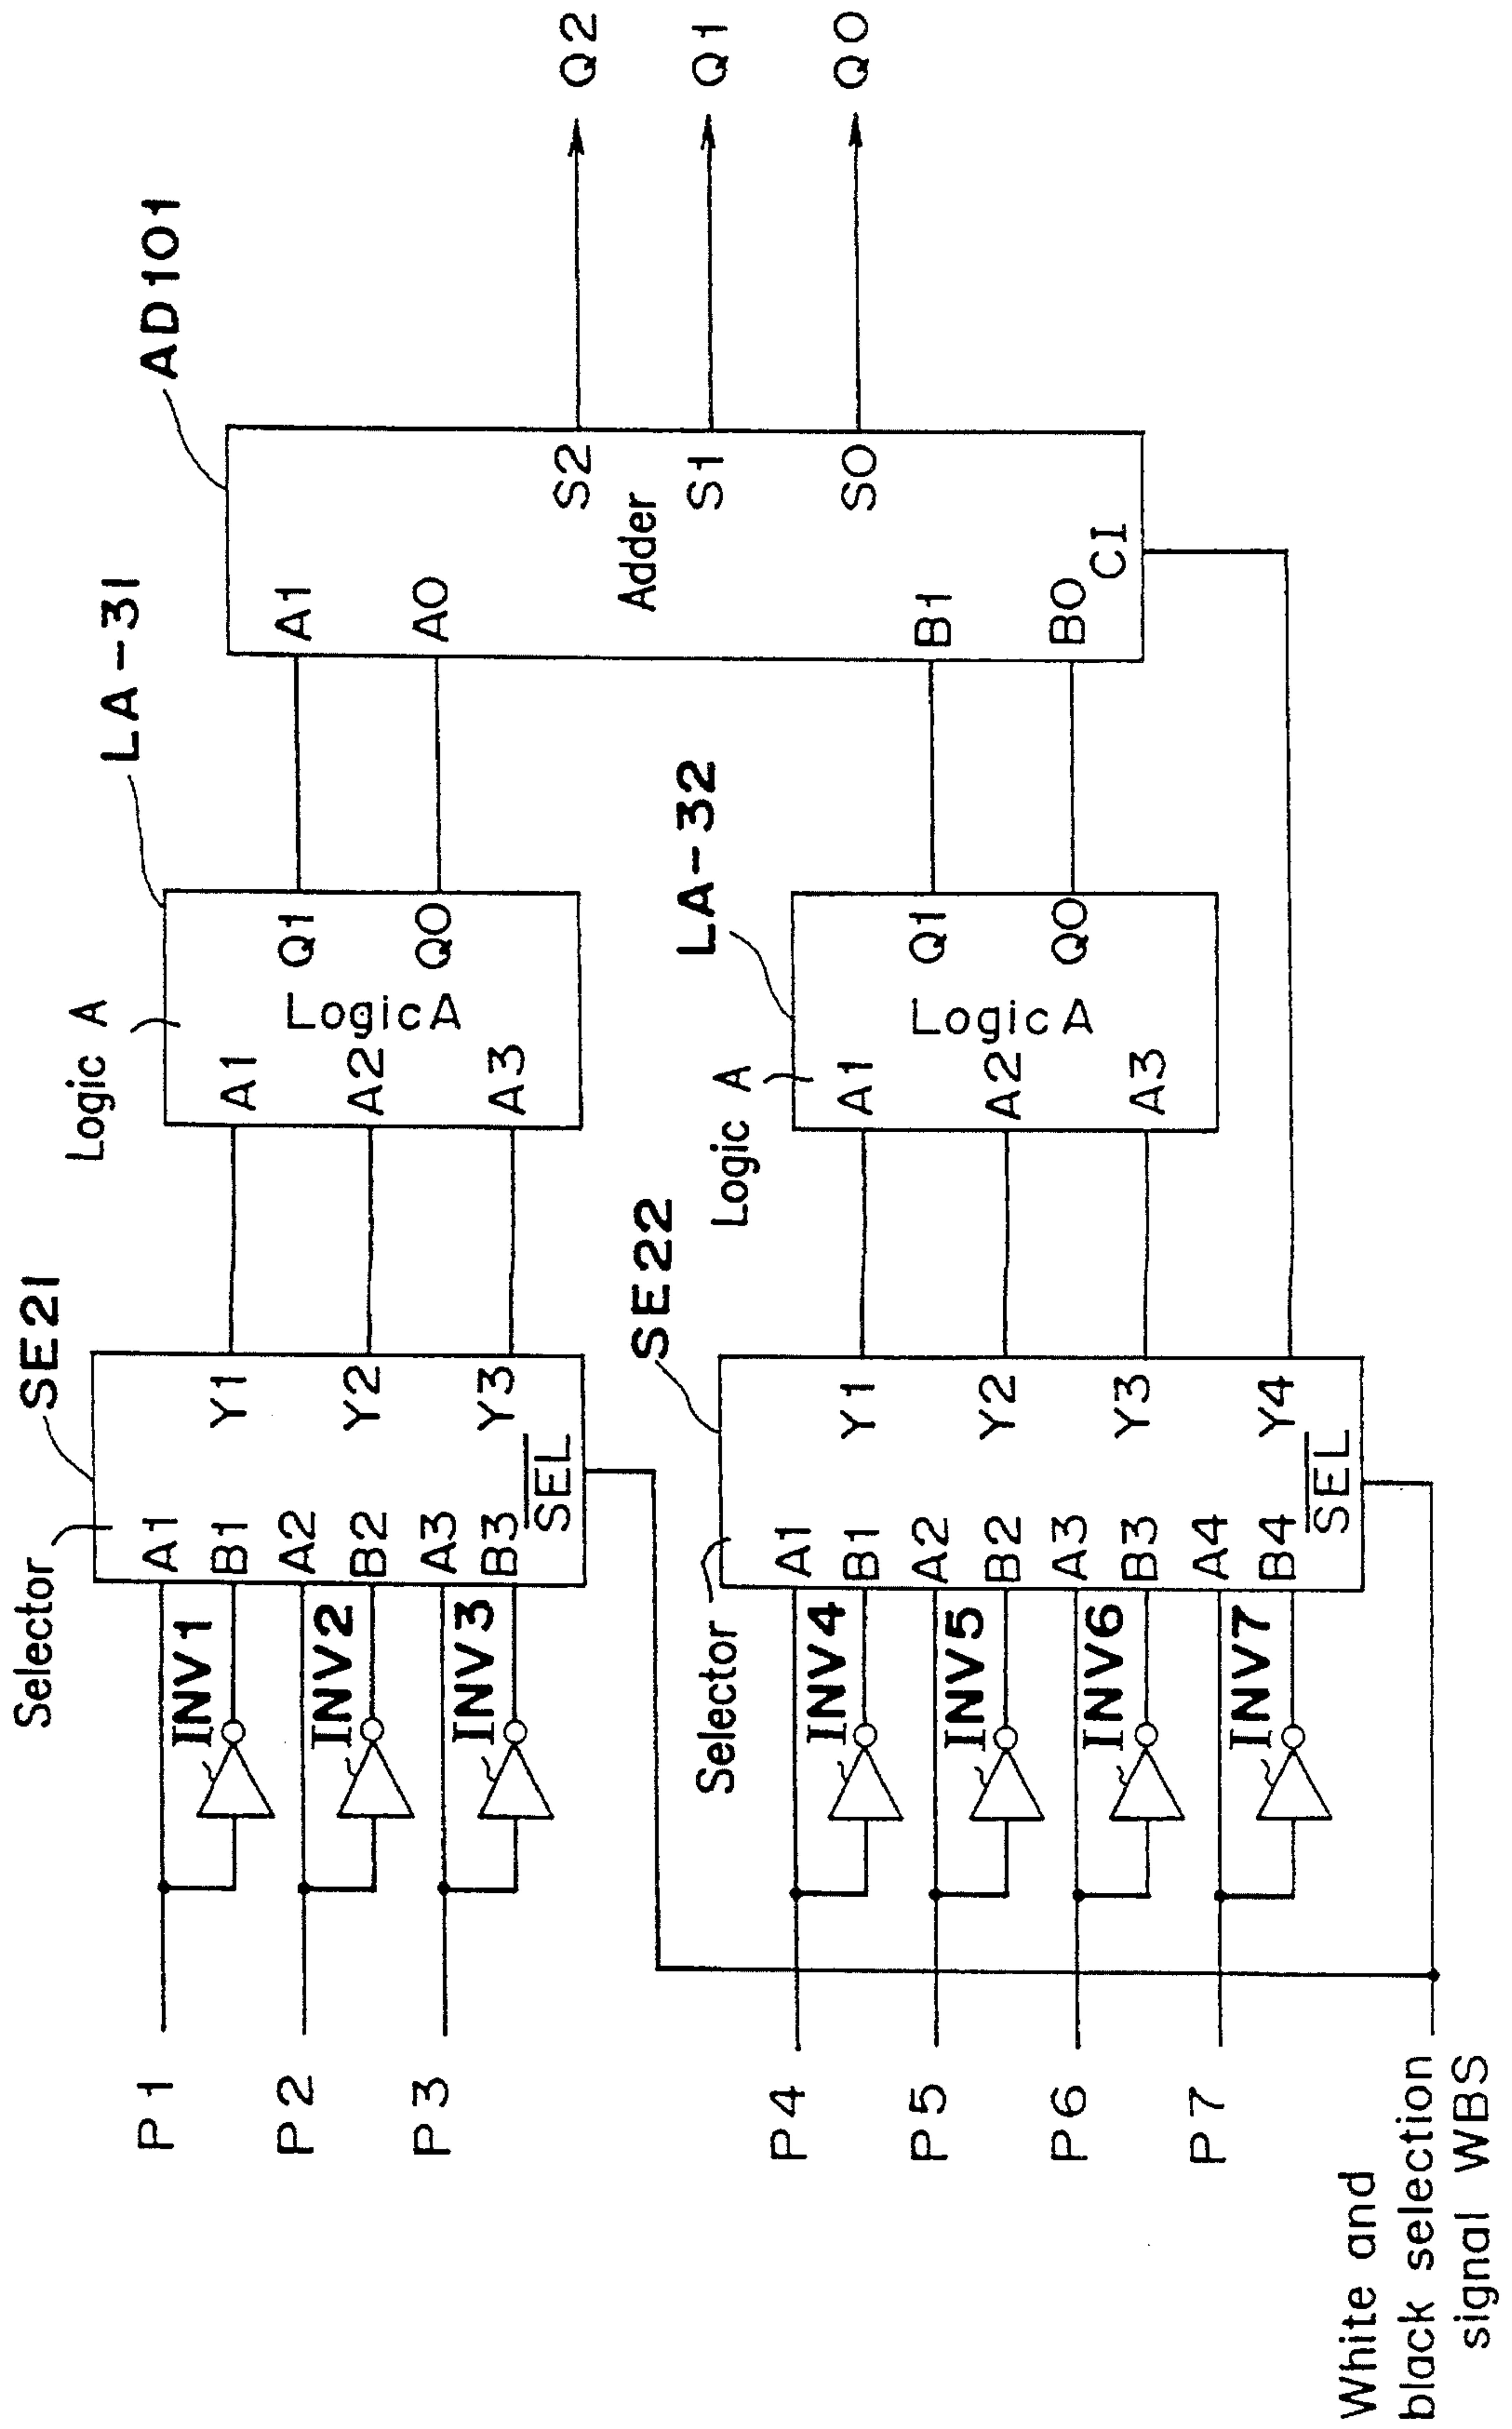 Selector
SE21
P1
P2
P3
A1
B1
A2
B2
A3
B3
SEL
Y1
Y2
Y3
INV1
INV2
INV3
Logic A
LA-31
A1
A2
A3
LogicA
Q1
Q0
AD101
A1
A0
B1
B0
CI
Adder
S2
S1
S0
Q2
Q1
Q0
Selector
SE22
P4
P5
P6
P7
A1
B1
A2
B2
A3
B3
A4
B4
SEL
Y1
Y2
Y3
Y4
INV4
INV5
INV6
INV7
Logic A
LA-32
A1
A2
A3
LogicA
Q1
Q0
White and
black selection
signal WBS